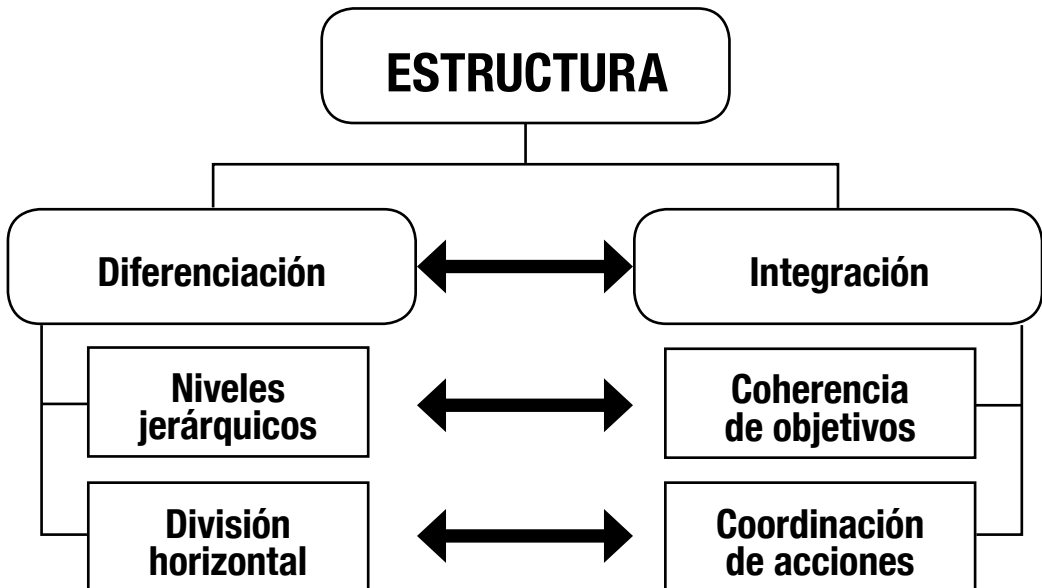 ESTRUCTURA
Diferenciación
Integración
Niveles
jerárquicos
Coherencia
de objetivos
División
horizontal
Coordinación
de acciones